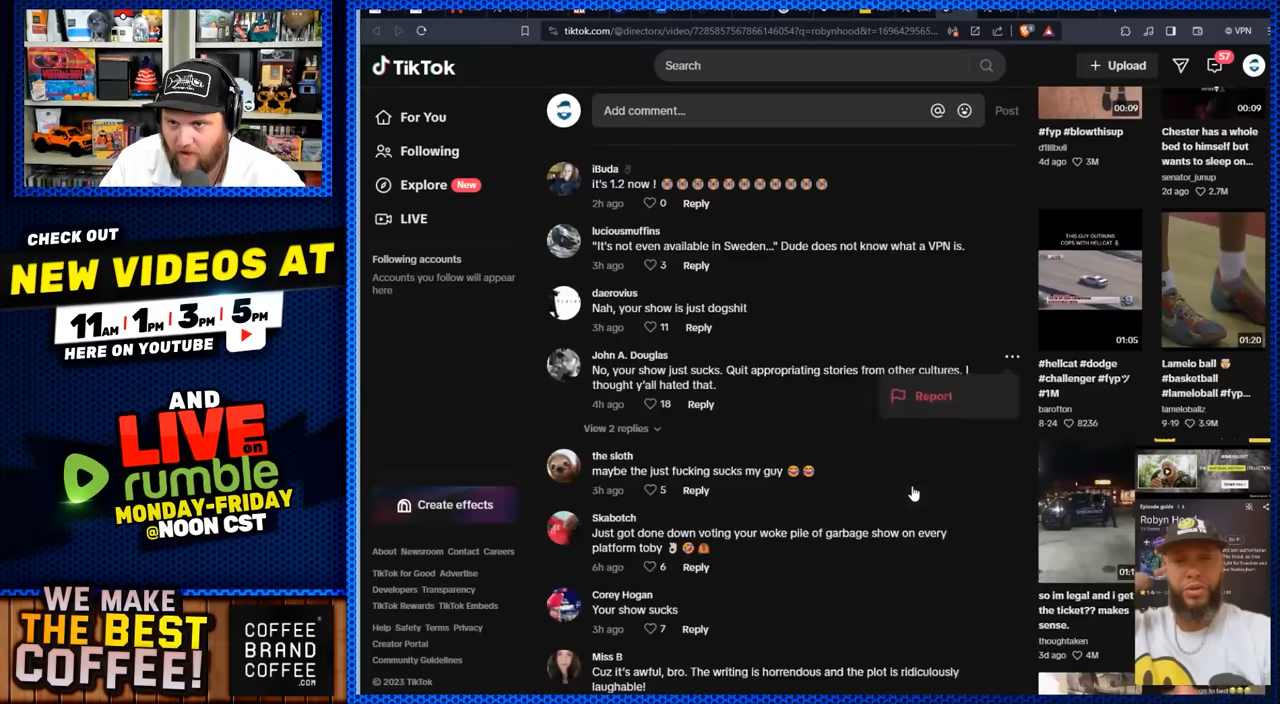 CHECK OUT
NEW VIDEOS AT
11AM | 1PM | 3PM | 5PM
HERE ON YOUTUBE
AND
LIVE on
rumble
MONDAY-FRIDAY
@NOON CST
WE MAKE
THE BEST
COFFEE!
COFFEE
BRAND
COFFEE
.COM
tiktok.com/@directorx/video/7285857567866146054?q=robynhood&t=1696429565...
VPN
TikTok
Search
Upload
57
For You
Following
Explore New
LIVE
Following accounts
Accounts you follow will appear
here
Create effects
About Newsroom Contact Careers
TikTok for Good Advertise
Developers Transparency
TikTok Rewards TikTok Embeds
Help Safety Terms Privacy
Creator Portal
Community Guidelines
© 2023 TikTok
Add comment...
Post
iBuda
it's 1.2 now !
2h ago 0 Reply
luciousmuffins
"It's not even available in Sweden..." Dude does not know what a VPN is.
3h ago 3 Reply
daerovius
Nah, your show is just dogshit
3h ago 11 Reply
John A. Douglas
No, your show just sucks. Quit appropriating stories from other cultures. I
thought y'all hated that.
4h ago 18 Reply
Report
View 2 replies
the sloth
maybe the just fucking sucks my guy
3h ago 5 Reply
Skabotch
Just got done down voting your woke pile of garbage show on every
platform toby
6h ago 6 Reply
Corey Hogan
Your show sucks
3h ago 7 Reply
Miss B
Cuz it's awful, bro. The writing is horrendous and the plot is ridiculously
laughable!
00:09
#fyp #blowthisup
d'lilbull
4d ago 3M
00:09
Chester has a whole
bed to himself but
wants to sleep on...
senator_junup
2d ago 2.7M
THIS GUY OUTRUNS
COPS WITH HELLCAT
01:05
#hellcat #dodge
#challenger #fypツ
#1M
barofton
8-24 8236
01:20
Lamelo ball
#basketball
#lameloball #fyp...
lameloballz
9-19 3.9M
01:1
so im legal and i get
the ticket?? makes
sense.
thoughtaken
3d ago 4M
Episode guide
Robyn Ho